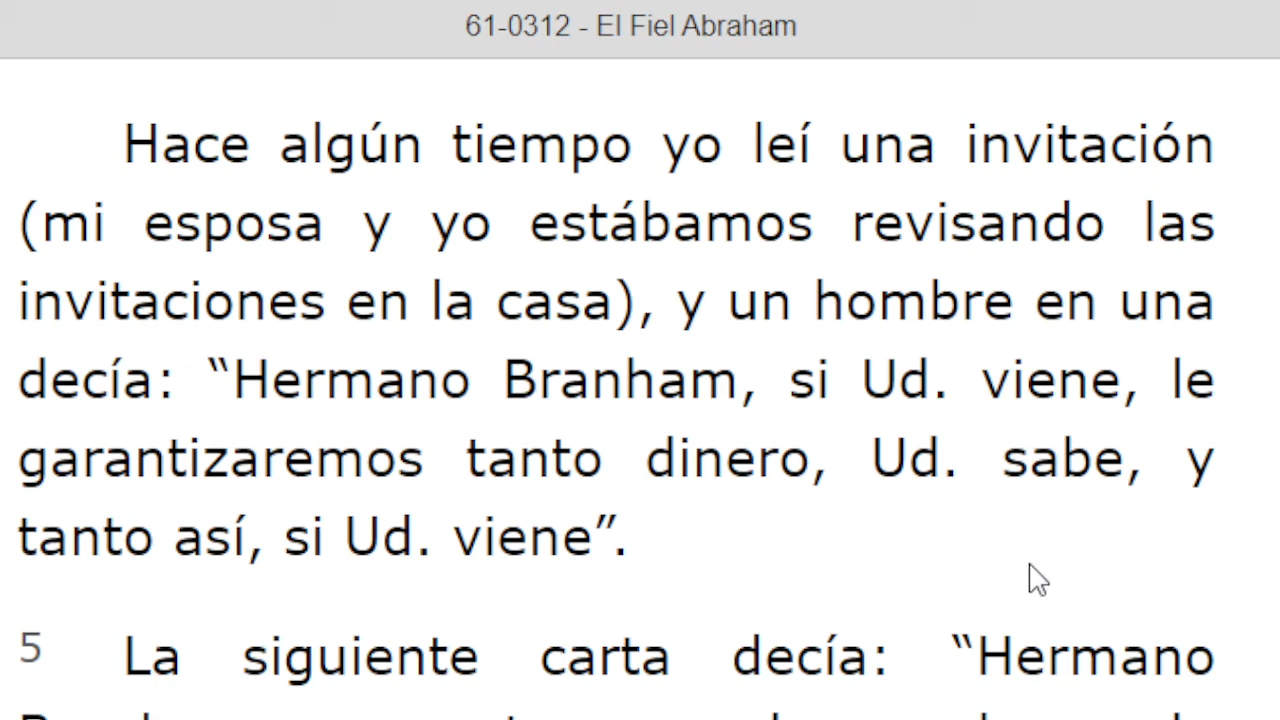 61-0312 - El Fiel Abraham
Hace algún tiempo yo leí una invitación
(mi esposa y yo estábamos revisando las
invitaciones en la casa), y un hombre en una
decía: “Hermano Branham, si Ud. viene, le
garantizaremos tanto dinero, Ud. sabe, y
tanto así, si Ud. viene”.
5 La siguiente carta decía: “Hermano